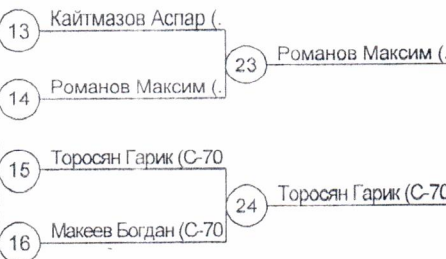 13 Кайтмазов Аспар (.
23 Романов Максим (.
14 Романов Максим (.
15 Торосян Гарик (С-70
24 Торосян Гарик (С-70
16 Макеев Богдан (С-70